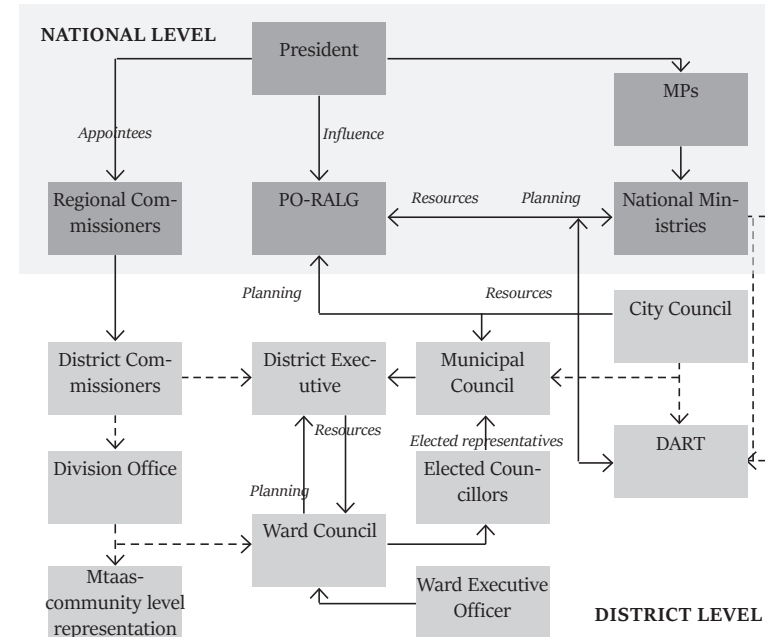 NATIONAL LEVEL
President
MPs
Appointees
Influence
Regional Com-
missioners
PO-RALG
Resources
Planning
National Min-
istries
Planning
Resources
City Council
District Com-
missioners
District Exec-
utive
Municipal
Council
Resources
Elected representatives
DART
Division Office
Elected Coun-
cillors
Planning
Ward Council
Mtaas-
community level
representation
Ward Executive
Officer
DISTRICT LEVEL